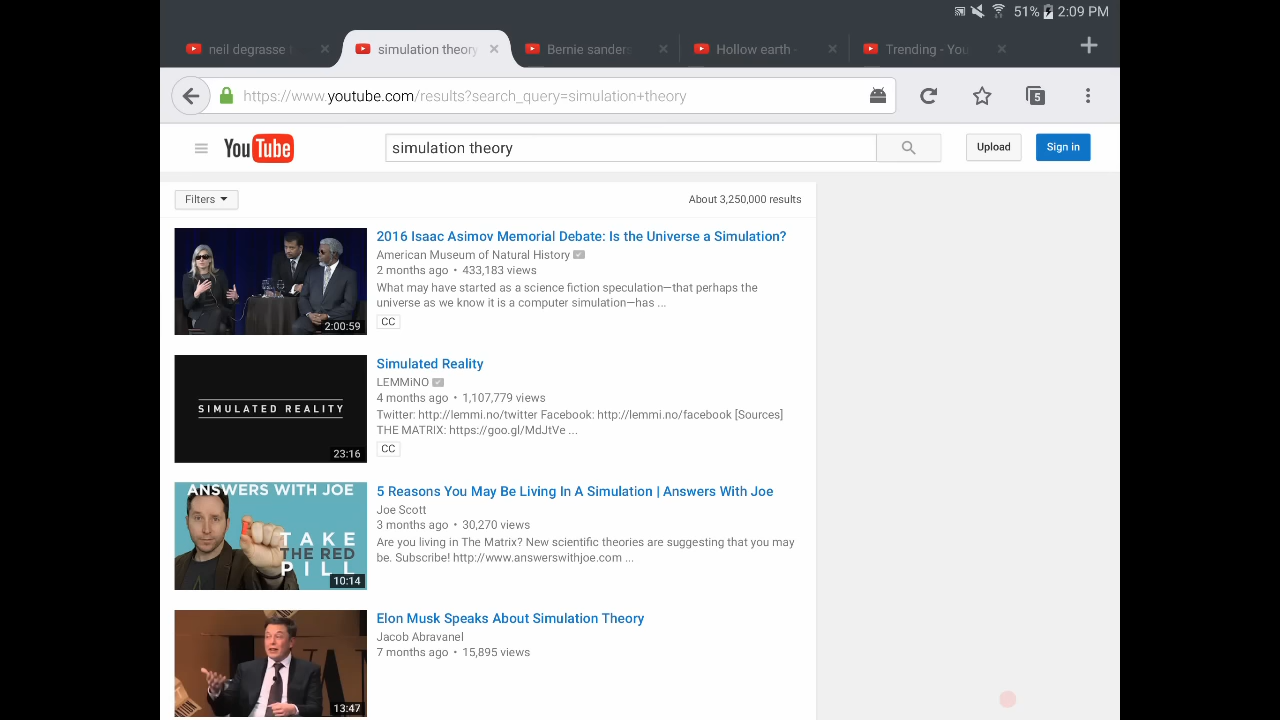 51% 2:09 PM
neil degrasse
simulation theory
Bernie sanders
Hollow earth -
Trending - You
https://www.youtube.com/results?search_query=simulation+theory
5
YouTube
simulation theory
Upload
Sign in
Filters
About 3,250,000 results
2016 Isaac Asimov Memorial Debate: Is the Universe a Simulation?
American Museum of Natural History
2 months ago • 433,183 views
What may have started as a science fiction speculation—that perhaps the
universe as we know it is a computer simulation—has ...
CC
2:00:59
Simulated Reality
LEMMiNO
4 months ago • 1,107,779 views
Twitter: http://lemmi.no/twitter Facebook: http://lemmi.no/facebook [Sources]
THE MATRIX: https://goo.gl/MdJtVe ...
CC
SIMULATED REALITY
23:16
5 Reasons You May Be Living In A Simulation | Answers With Joe
Joe Scott
3 months ago • 30,270 views
Are you living in The Matrix? New scientific theories are suggesting that you may
be. Subscribe! http://www.answerswithjoe.com ...
ANSWERS WITH JOE
TAKE
THE RED
PILL
10:14
Elon Musk Speaks About Simulation Theory
Jacob Abravanel
7 months ago • 15,895 views
13:47